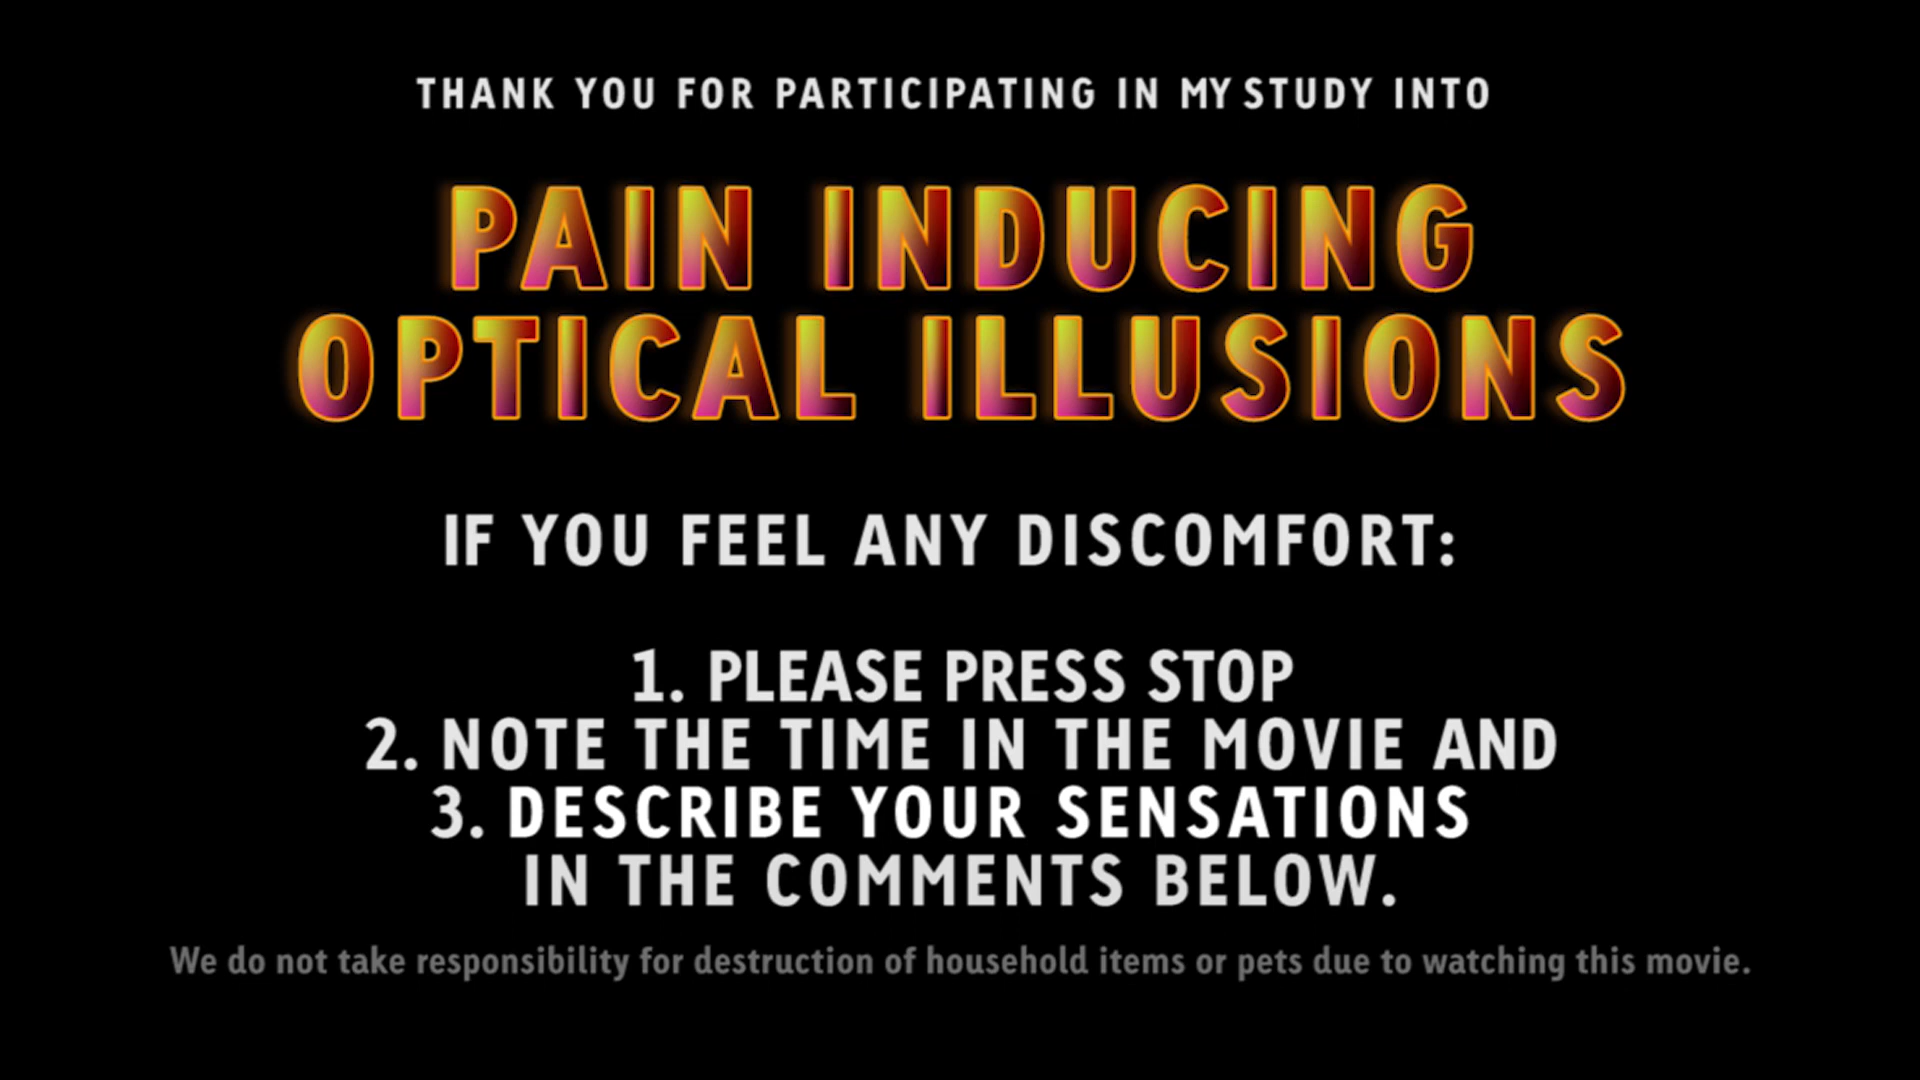 THANK YOU FOR PARTICIPATING IN MY STUDY INTO
PAIN INDUCING
OPTICAL ILLUSIONS
IF YOU FEEL ANY DISCOMFORT:
1. PLEASE PRESS STOP
2. NOTE THE TIME IN THE MOVIE AND
3. DESCRIBE YOUR SENSATIONS
IN THE COMMENTS BELOW.
We do not take responsibility for destruction of household items or pets due to watching this movie.